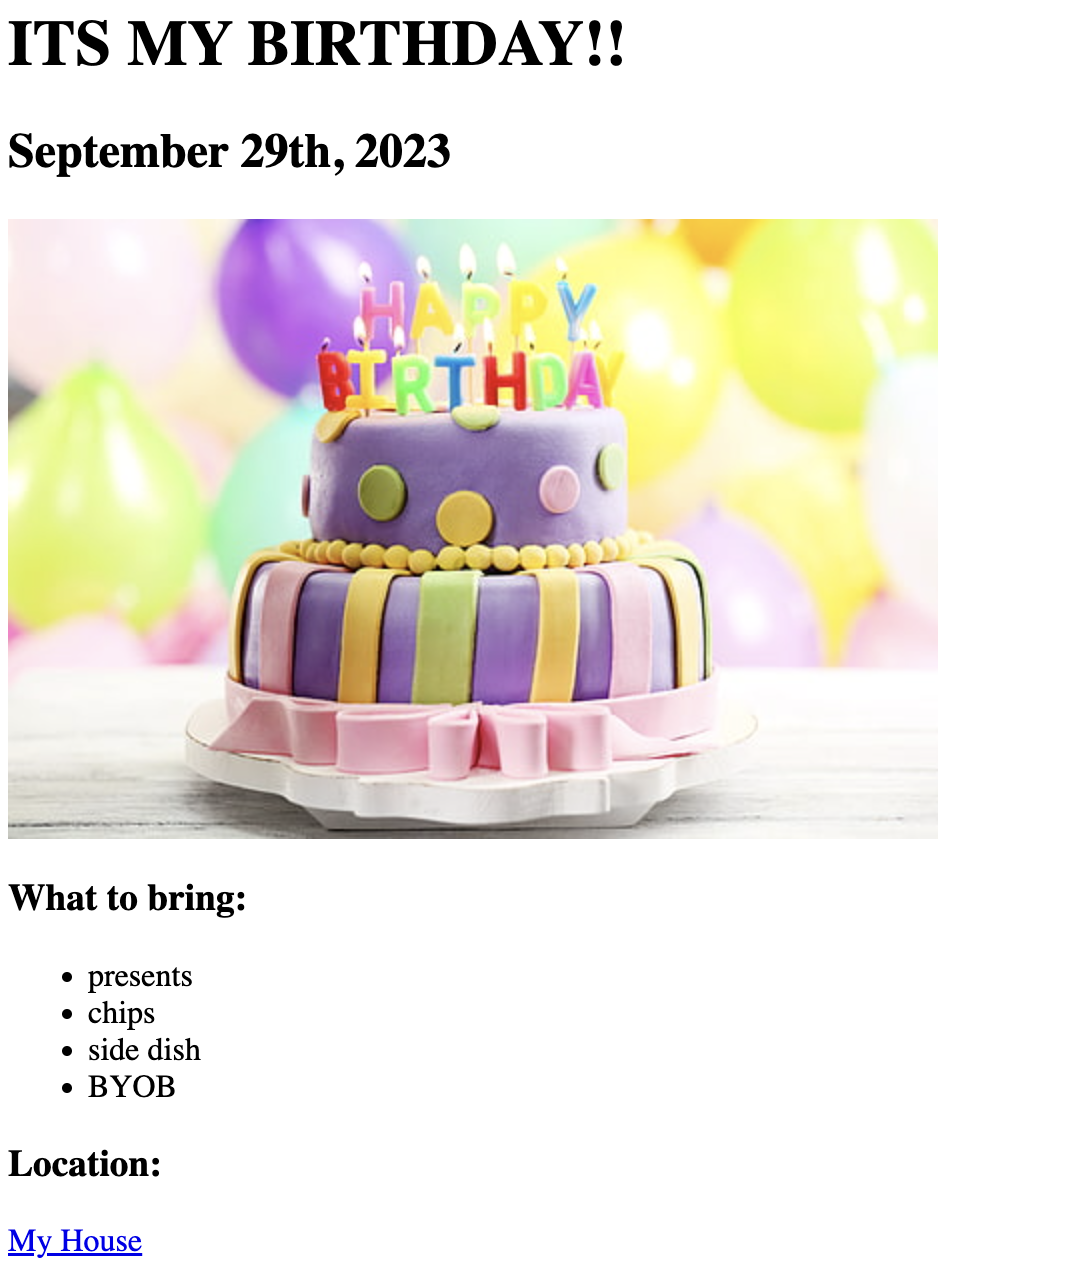 ITS MY BIRTHDAY!!
September 29th, 2023
HAPPY
BIRTHDAY
What to bring:
• presents
• chips
• side dish
• BYOB
Location:
My House